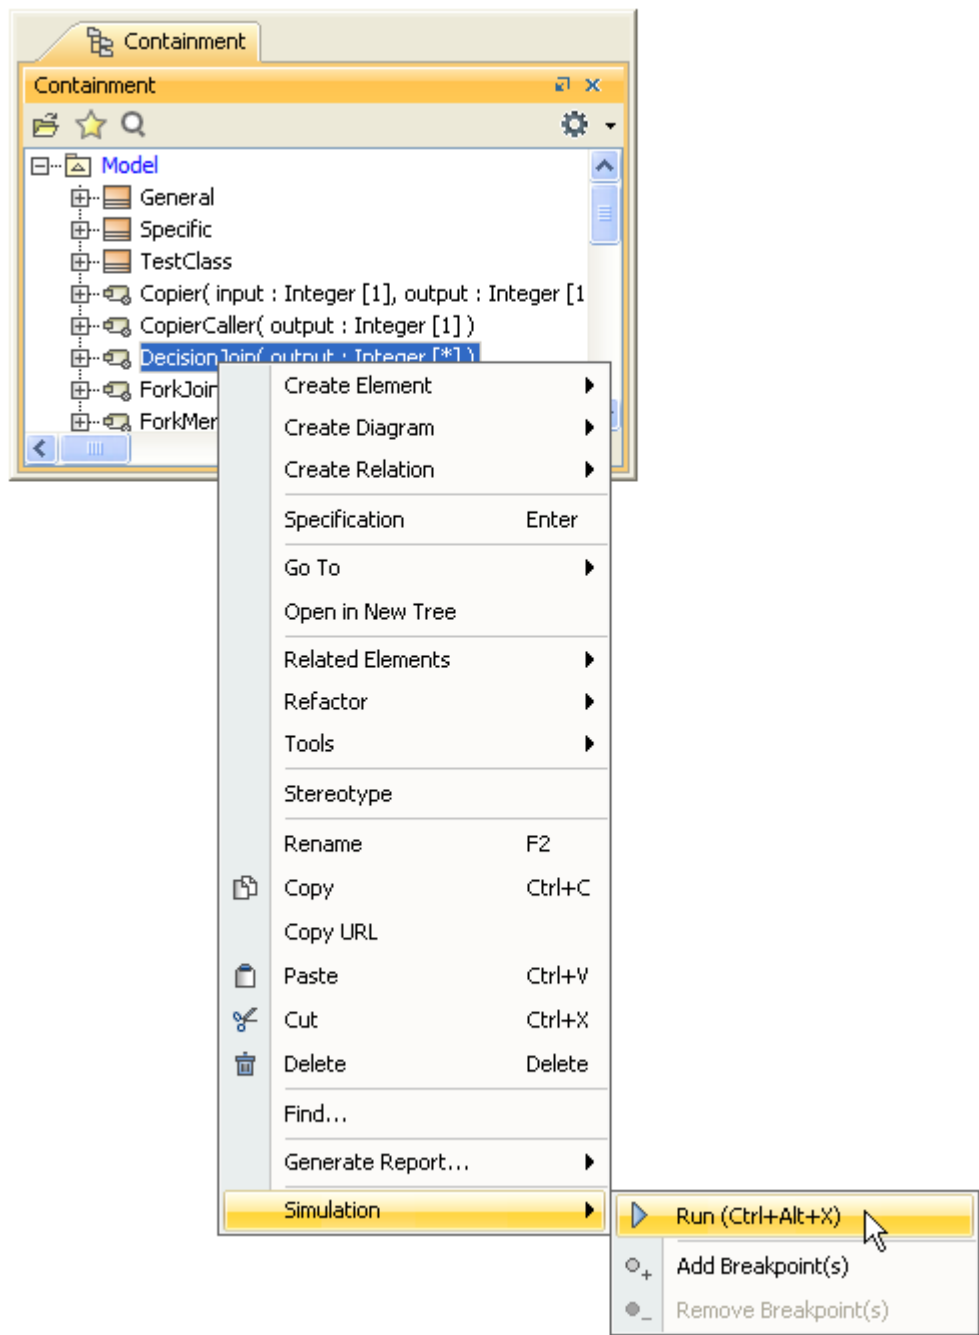 Containment
Containment
Model
General
Specific
TestClass
Copier( input : Integer [1], output : Integer [1
CopierCaller( output : Integer [1] )
DecisionJoin( output : Integer [*] )
ForkJoin
ForkMer
Create Element
Create Diagram
Create Relation
Specification Enter
Go To
Open in New Tree
Related Elements
Refactor
Tools
Stereotype
Rename F2
Copy Ctrl+C
Copy URL
Paste Ctrl+V
Cut Ctrl+X
Delete Delete
Find...
Generate Report...
Simulation
Run (Ctrl+Alt+X)
Add Breakpoint(s)
Remove Breakpoint(s)